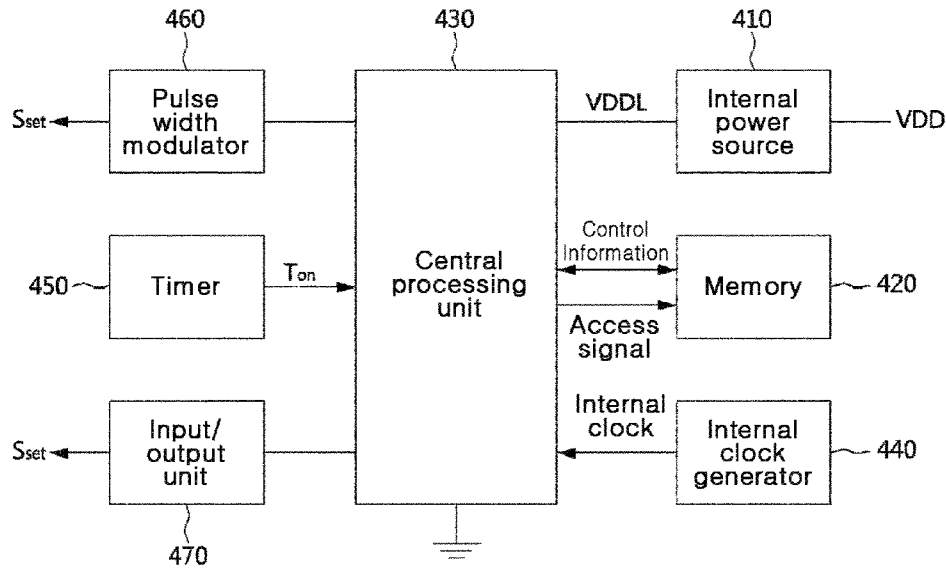 460
430
410
Sset
Pulse
width
modulator
VDDL
Internal
power
source
VDD
450
Timer
Ton
Central
processing
unit
Control
Information
Memory
420
Access
signal
Sset
Input/
output
unit
Internal
clock
Internal
clock
generator
440
470